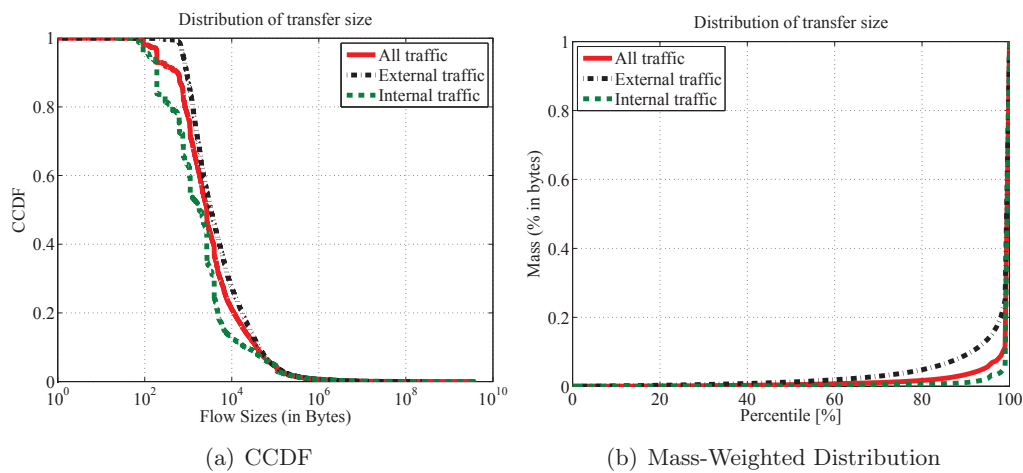 Distribution of transfer size
1
0.8
0.6
0.4
0.2
0
CCDF
All traffic
External traffic
Internal traffic
10^0
10^2
10^4
10^6
10^8
10^10
Flow Sizes (in Bytes)
(a) CCDF
Distribution of transfer size
1
0.8
0.6
0.4
0.2
0
Mass (% in bytes)
All traffic
External traffic
Internal traffic
0
20
40
60
80
100
Percentile [%]
(b) Mass-Weighted Distribution